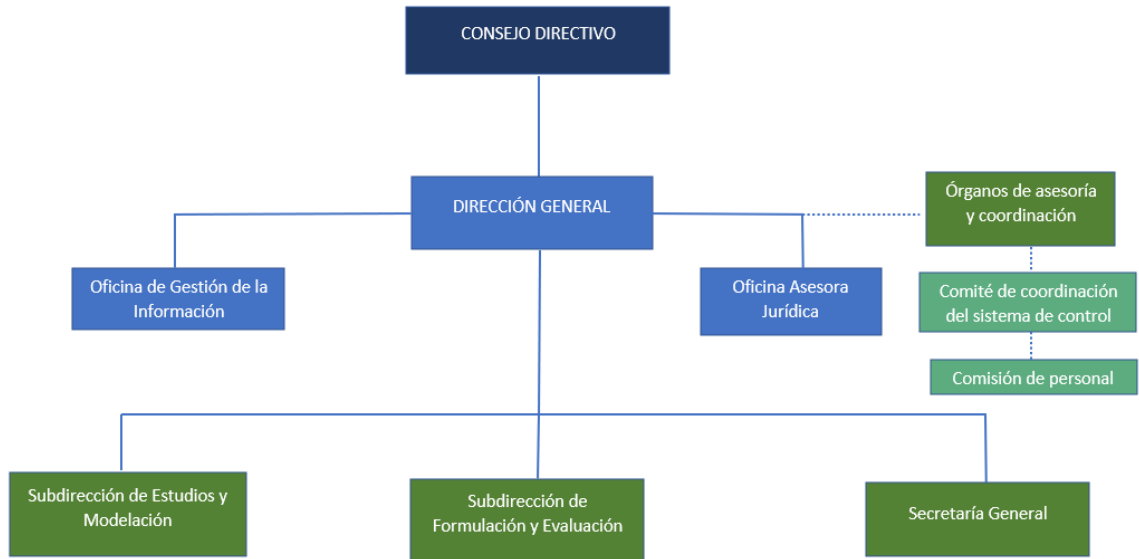 CONSEJO DIRECTIVO
DIRECCIÓN GENERAL
Órganos de asesoría
y coordinación
Oficina de Gestión de la
Información
Oficina Asesora
Jurídica
Comité de coordinación
del sistema de control
Comisión de personal
Subdirección de Estudios y
Modelación
Subdirección de
Formulación y Evaluación
Secretaría General